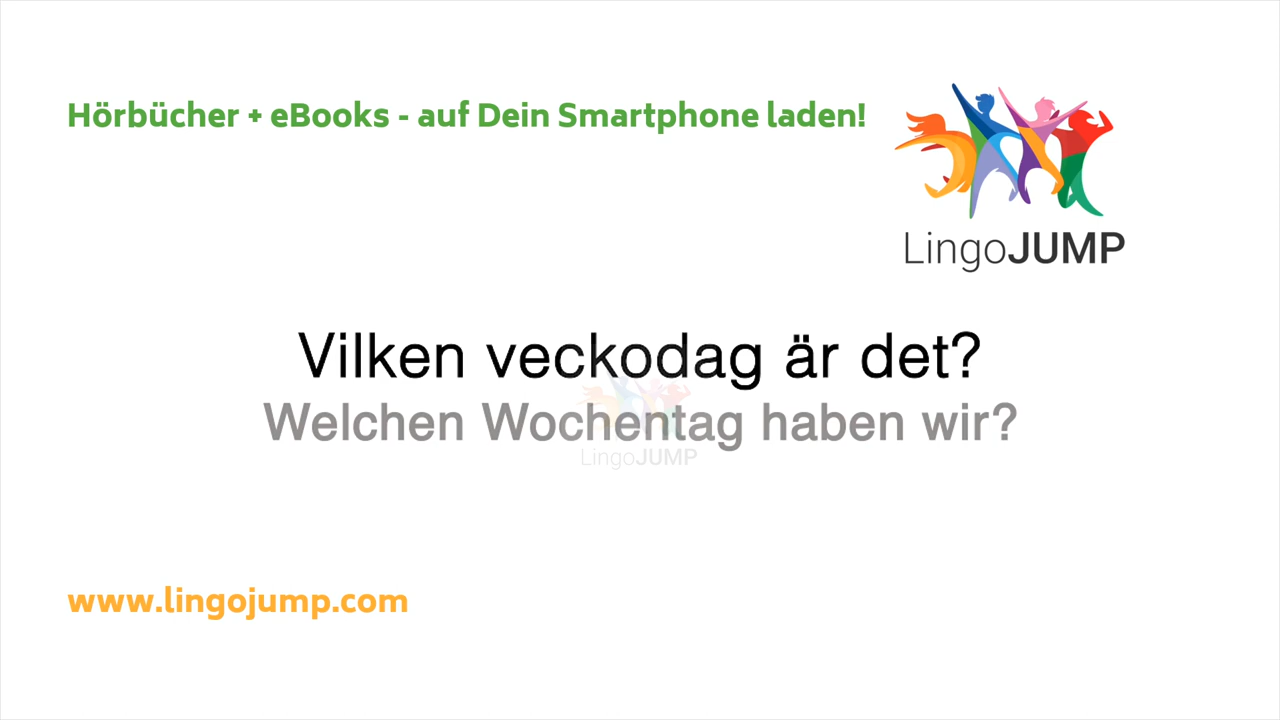 Hörbücher + eBooks - auf Dein Smartphone laden!
LingoJUMP
Vilken veckodag är det?
Welchen Wochentag haben wir?
LingoJUMP
www.lingojump.com